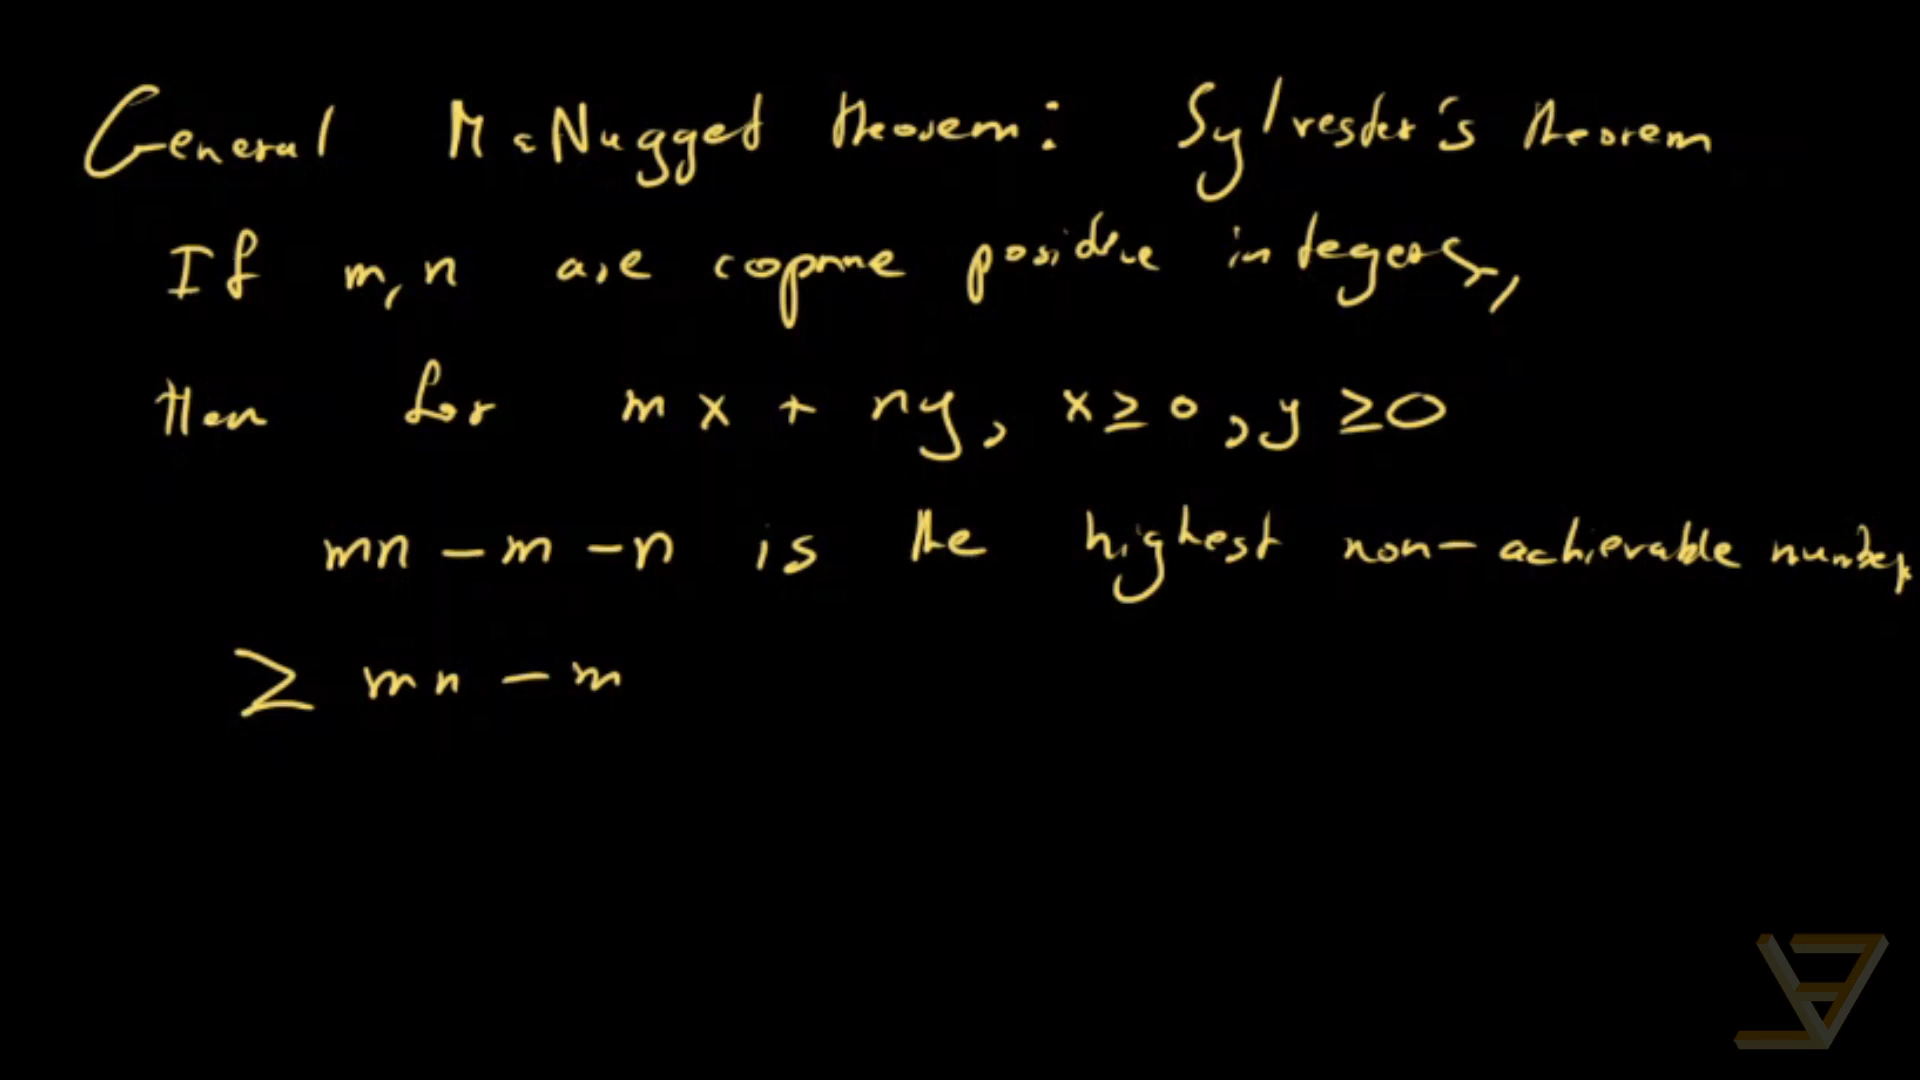 General McNugget theorem: Sylvester's theorem
If m, n are coprime positive integers,
then for mx + ny, x ≥ 0, y ≥ 0
mn - m - n is the highest non-achievable number
≥ mn - m